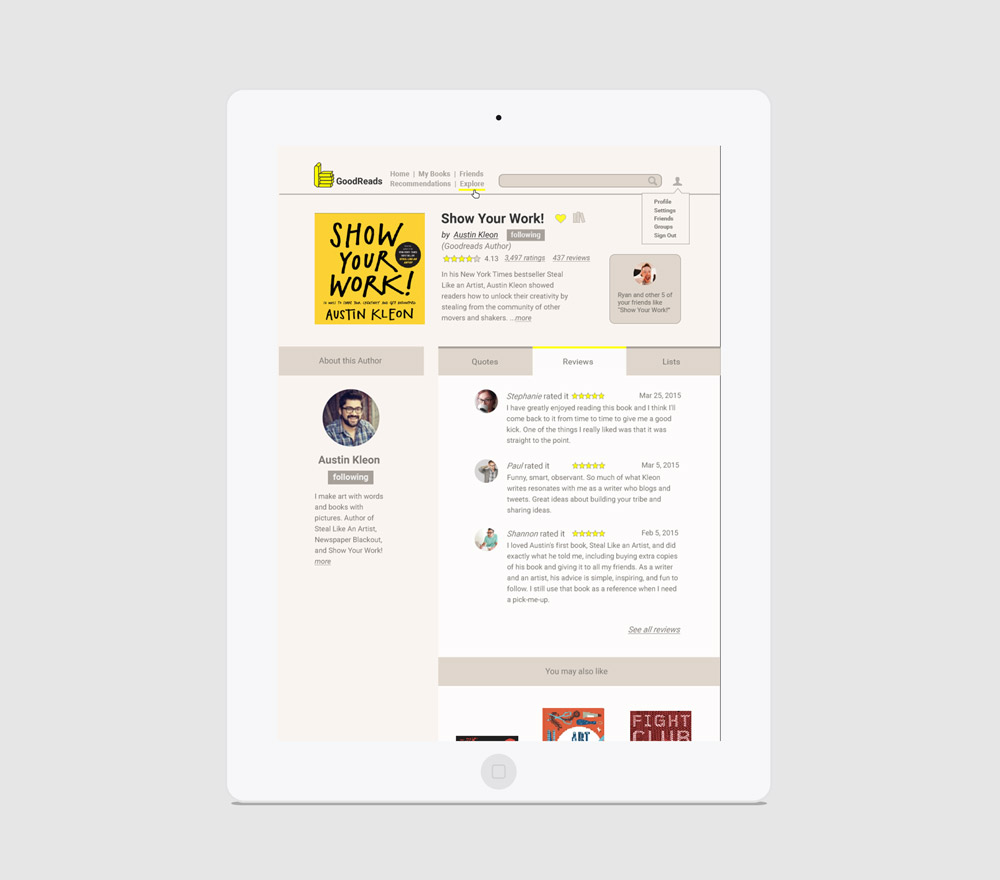 GoodReads
Home | My Books | Friends
Recommendations | Explore
Profile
Settings
Friends
Groups
Sign Out
SHOW
YOUR
WORK!
AUSTIN KLEON
Show Your Work!
by Austin Kleon following
(Goodreads Author)
4.13 3,497 ratings 437 reviews
In his New York Times bestseller Steal
Like an Artist, Austin Kleon showed
readers how to unlock their creativity by
stealing from the community of other
movers and shakers. ...more
Ryan and other 5 of
your friends like
"Show Your Work!"
About this Author
Austin Kleon
following
I make art with words
and books with
pictures. Author of
Steal Like An Artist,
Newspaper Blackout,
and Show Your Work!
more
Quotes
Reviews
Lists
Stephanie rated it Mar 25, 2015
I have greatly enjoyed reading this book and I think I'll
come back to it from time to time to give me a good
kick. One of the things I really liked was that it was
straight to the point.
Paul rated it Mar 5, 2015
Funny, smart, observant. So much of what Kleon
writes resonates with me as a writer who blogs and
tweets. Great ideas about building your tribe and
sharing ideas.
Shannon rated it Feb 5, 2015
I loved Austin's first book, Steal Like an Artist, and did
exactly what he told me, including buying extra copies
of his book and giving it to all my friends. As a writer
and an artist, his advice is simple, inspiring, and fun to
follow. I still use that book as a reference when I need
a pick-me-up.
See all reviews
You may also like
ART
FIGHT
CLUB